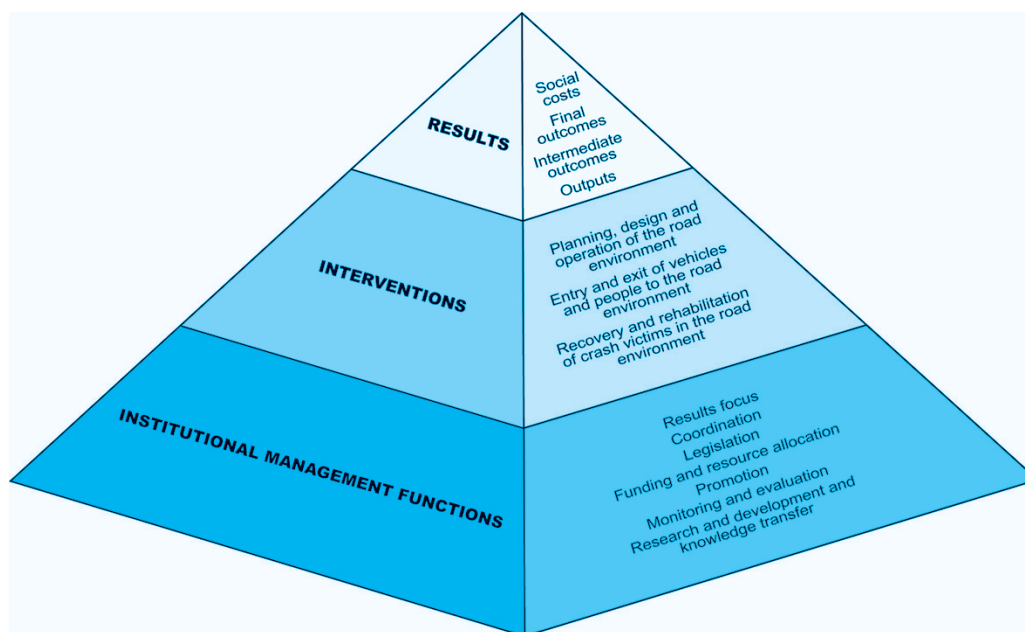 RESULTS
Social
costs
Final
outcomes
Intermediate
outcomes
Outputs
INTERVENTIONS
Planning, design and
operation of the road
environment
Entry and exit of vehicles
and people to the road
environment
Recovery and rehabilitation
of crash victims in the road
environment
INSTITUTIONAL MANAGEMENT FUNCTIONS
Results focus
Coordination
Legislation
Funding and resource allocation
Promotion
Monitoring and evaluation
Research and development and
knowledge transfer